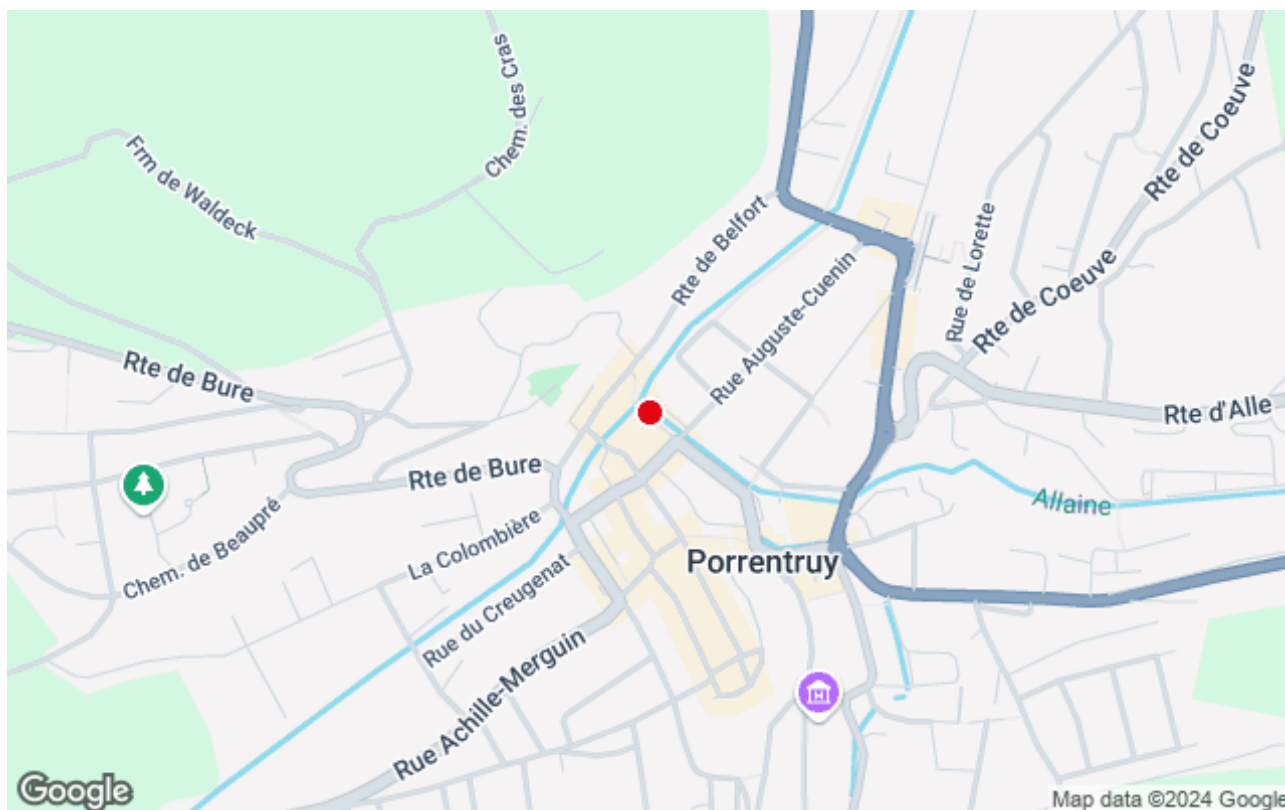 Chem. des Cras
Frm de Waldeck
Rte de Coeuve
Rte de Belfort
Rue de Lorette
Rue Auguste-Cuenin
Rte de Coeuve
Rte de Bure
Rte d'Alle
Rte de Bure
Allaine
La Colombière
Chem. de Beaupré
Porrentruy
Rue du Creugenat
Rue Achille-Merguin
H
Google
Map data ©2024 Google